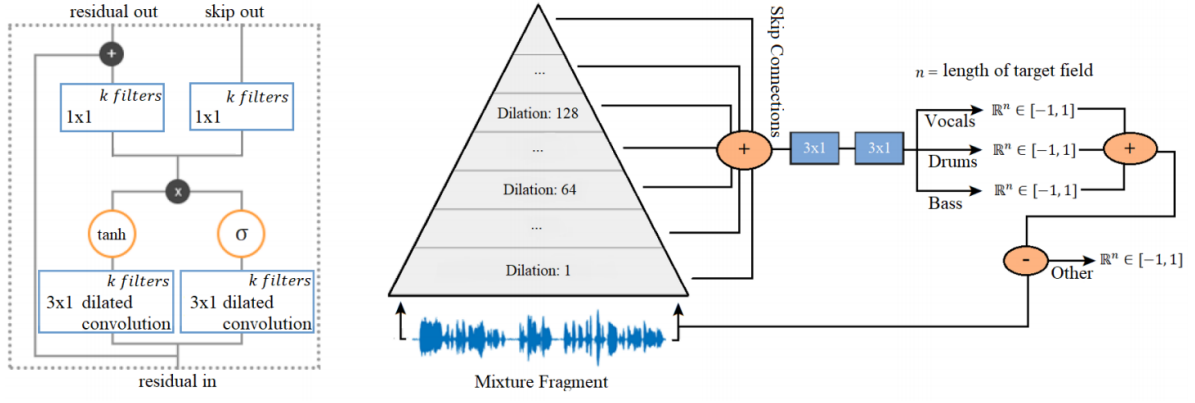 residual out
skip out
+
k filters
1x1
k filters
1x1
x
tanh
σ
k filters
3x1 dilated
convolution
k filters
3x1 dilated
convolution
residual in
...
Dilation: 128
...
Dilation: 64
...
Dilation: 1
Mixture Fragment
Skip Connections
+
3x1
3x1
n = length of target field
Vocals
ℝⁿ ∈ [−1, 1]
Drums
ℝⁿ ∈ [−1, 1]
Bass
ℝⁿ ∈ [−1, 1]
+
-
Other
ℝⁿ ∈ [−1, 1]